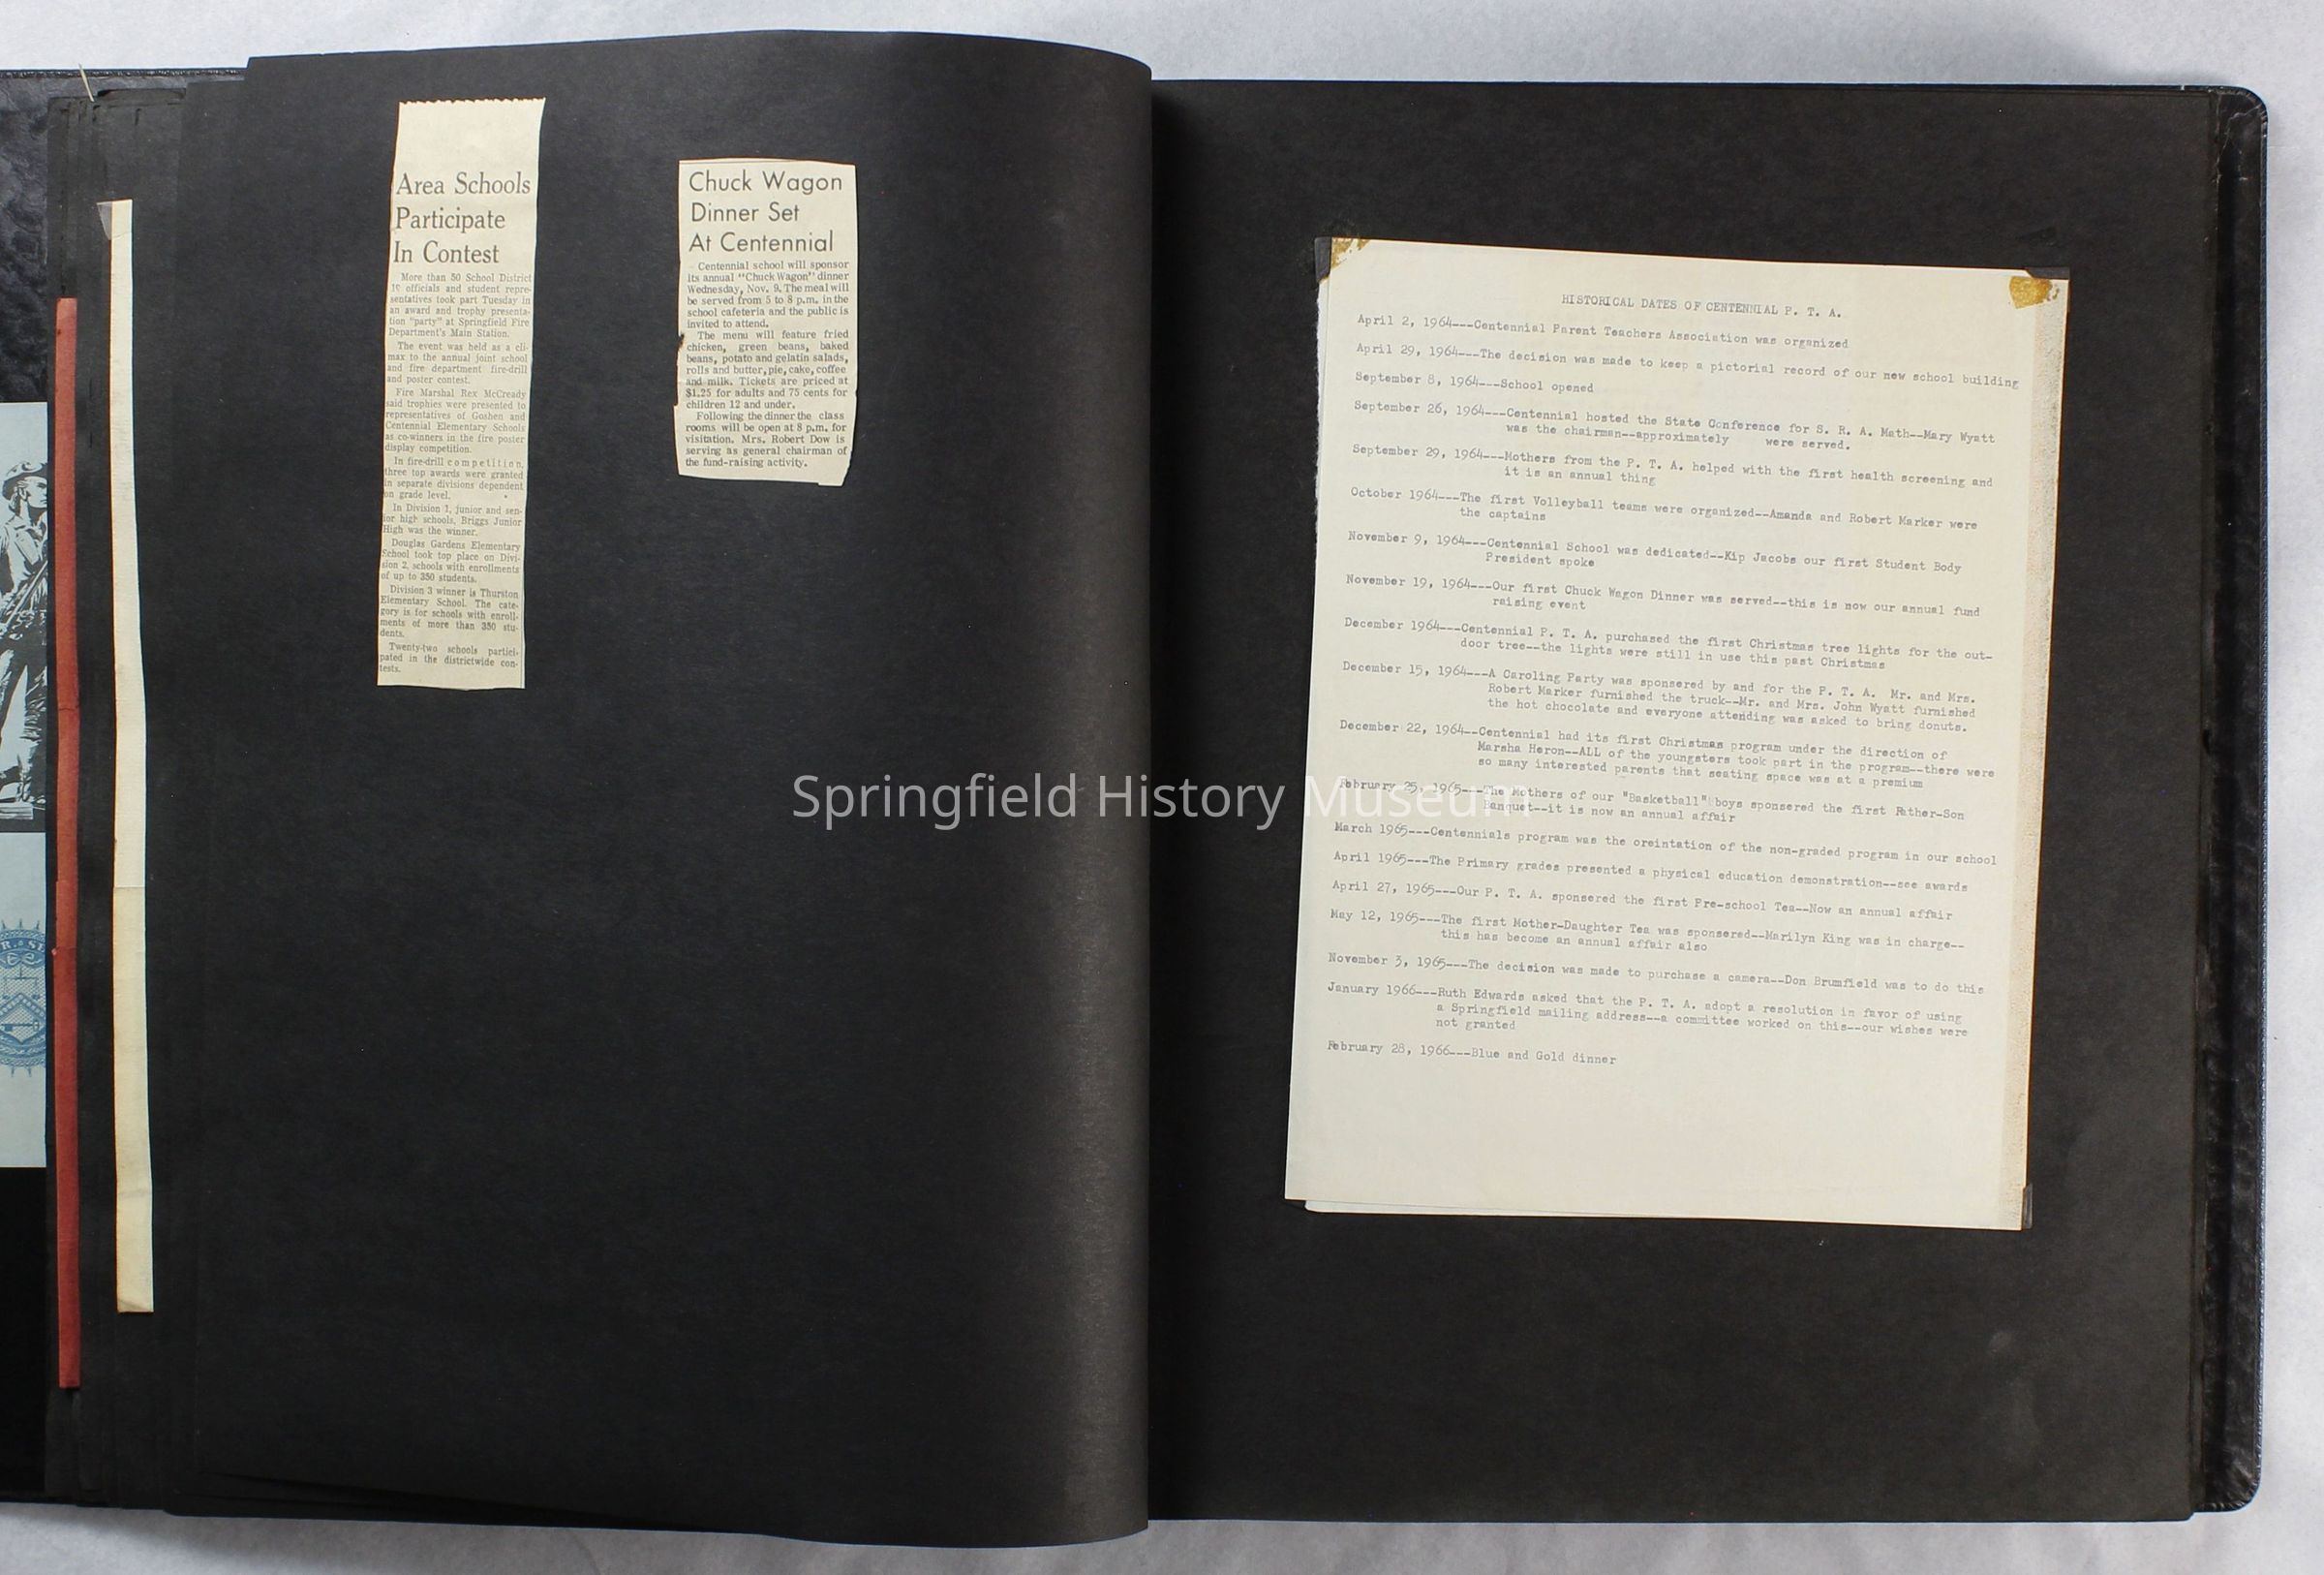 Area Schools
Participate
In Contest
More than 50 School District
officials and student repre-
sentatives took part Tuesday in
an award and trophy presenta-
tion "party" at Springfield Fire
Department's Main Station.
The event was held as a cli-
max to the annual joint school
and fire department fire-drill
and poster contest.
Fire Marshal Rex McCready
said trophies were presented to
representatives of Goshen and
Centennial Elementary Schools
as co-winners in the fire poster
display competition.
In fire-drill competition,
three top awards were granted
in separate divisions dependent
on grade level.
In Division 1, junior and sen-
ior high schools, Briggs Junior
High was the winner.
Douglas Gardens Elementary
School took top place on Divi-
sion 2, schools with enrollments
of up to 350 students.
Division 3 winner is Thurston
Elementary School. The cate-
gory is for schools with enroll-
ments of more than 350 stu-
dents.
Twenty-two schools partici-
pated in the districtwide con-
tests.
Chuck Wagon
Dinner Set
At Centennial
Centennial school will sponsor
its annual "Chuck Wagon" dinner
Wednesday, Nov. 9. The meal will
be served from 5 to 8 p.m. in the
school cafeteria and the public is
invited to attend.
The menu will feature fried
chicken, green beans, baked
beans, potato and gelatin salads,
rolls and butter, pie, cake, coffee
and milk. Tickets are priced at
$1.25 for adults and 75 cents for
children 12 and under.
Following the dinner the class
rooms will be open at 8 p.m. for
visitation. Mrs. Robert Dow is
serving as general chairman of
the fund-raising activity.
HISTORICAL DATES OF CENTENNIAL P. T. A.
April 2, 1964---Centennial Parent Teachers Association was organized
April 29, 1964---The decision was made to keep a pictorial record of our new school building
September 8, 1964---School opened
September 26, 1964---Centennial hosted the State Conference for S. R. A. Math--Mary Wyatt
was the chairman--approximately were served.
September 29, 1964---Mothers from the P. T. A. helped with the first health screening and
it is an annual thing
October 1964---The first Volleyball teams were organized--Amanda and Robert Marker were
the captains
November 9, 1964---Centennial School was dedicated--Kip Jacobs our first Student Body
President spoke
November 19, 1964---Our first Chuck Wagon Dinner was served--this is now our annual fund
raising event
December 1964---Centennial P. T. A. purchased the first Christmas tree lights for the out-
door tree--the lights were still in use this past Christmas
December 15, 1964---A Caroling Party was sponsered by and for the P. T. A. Mr. and Mrs.
Robert Marker furnished the truck--Mr. and Mrs. John Wyatt furnished
the hot chocolate and everyone attending was asked to bring donuts.
December 22, 1964--Centennial had its first Christmas program under the direction of
Marsha Heron--ALL of the youngsters took part in the program--there were
so many interested parents that seating space was at a premium
February 25, 1965---The Mothers of our "Basketball" boys sponsered the first Father-Son
Banquet--it is now an annual affair
March 1965---Centennials program was the oreintation of the non-graded program in our school
April 1965---The Primary grades presented a physical education demonstration--see awards
April 27, 1965---Our P. T. A. sponsered the first Pre-school Tea--Now an annual affair
May 12, 1965---The first Mother-Daughter Tea was sponsered--Marilyn King was in charge--
this has become an annual affair also
November 3, 1965---The decision was made to purchase a camera--Don Brumfield was to do this
January 1966---Ruth Edwards asked that the P. T. A. adopt a resolution in favor of using
a Springfield mailing address--a committee worked on this--our wishes were
not granted
February 28, 1966---Blue and Gold dinner
Springfield History Museum